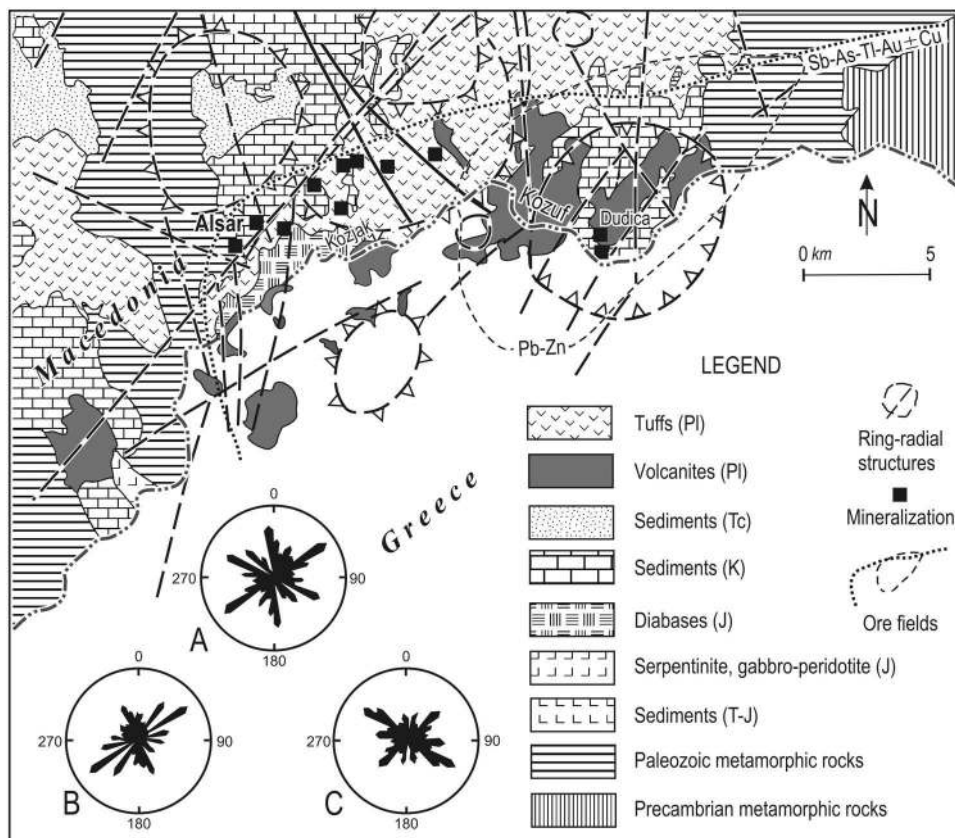 Sb-As-Tl-Au±Cu
Kozuf
Dudica
Alsar
Kozjak
N
0 km 5
Macedonia
Pb-Zn
Greece
LEGEND
Tuffs (Pl)
Volcanites (Pl)
Sediments (Tc)
Sediments (K)
Diabases (J)
Serpentinite, gabbro-peridotite (J)
Sediments (T-J)
Paleozoic metamorphic rocks
Precambrian metamorphic rocks
Ring-radial
structures
Mineralization
Ore fields
0
270
90
180
A
0
270
90
180
B
0
270
90
180
C